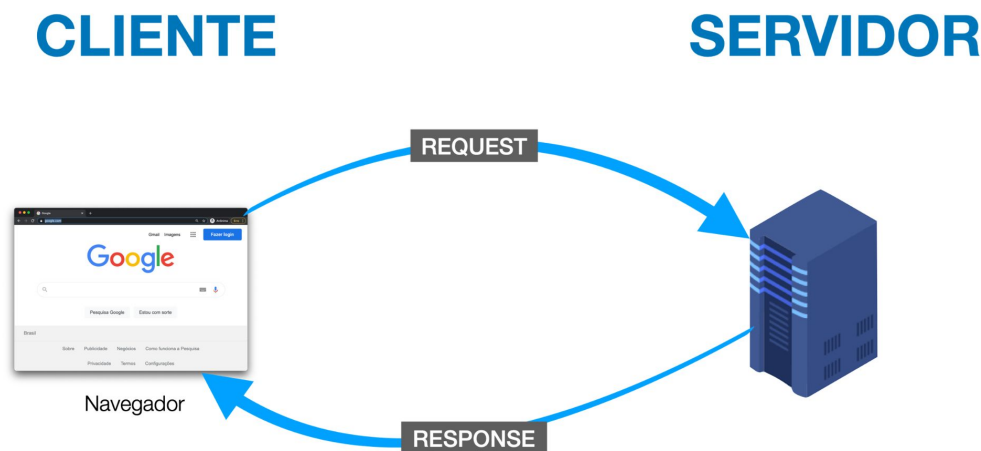 CLIENTE
SERVIDOR
REQUEST
Google
Gmail Imagens
Fazer login
Google
Pesquisa Google Estou com sorte
Brasil
Sobre Publicidade Negócios Como funciona a Pesquisa
Privacidade Termos Configurações
Navegador
RESPONSE